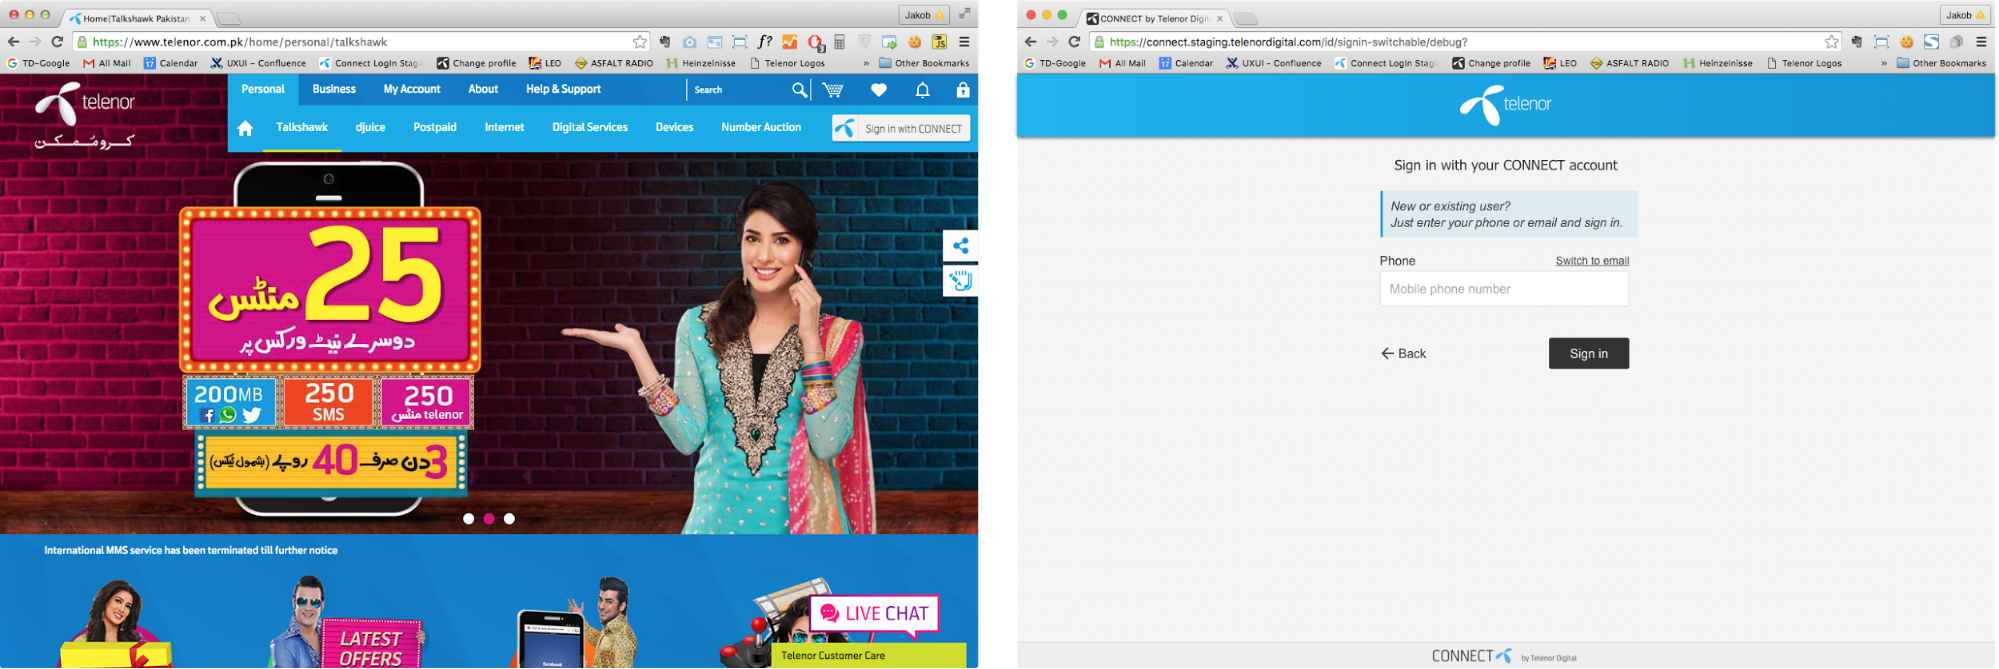 Home|Talkshawk Pakistan
Jakob
https://www.telenor.com.pk/home/personal/talkshawk
TD-Google
All Mail
17 Calendar
UXUI - Confluence
Connect LogIn Stagi
Change profile
LEO
ASFALT RADIO
Heinzelnisse
Telenor Logos
»
Other Bookmarks
telenor
کرو مُمکن
Personal
Business
My Account
About
Help & Support
Search
Talkshawk
djuice
Postpaid
Internet
Digital Services
Devices
Number Auction
Sign in with CONNECT
25 منٹس
دوسرے نیٹ ورکس پر
200MB
250 SMS
250
telenor منٹس
3 دن صرف 40 روپے (بشمول ٹیکس)
International MMS service has been terminated till further notice
LATEST
OFFERS
facebook
LIVE CHAT
Telenor Customer Care
CONNECT by Telenor Digit
Jakob
https://connect.staging.telenordigital.com/id/signin-switchable/debug?
TD-Google
All Mail
17 Calendar
UXUI - Confluence
Connect LogIn Stagi
Change profile
LEO
ASFALT RADIO
Heinzelnisse
Telenor Logos
»
Other Bookmarks
telenor
Sign in with your CONNECT account
New or existing user?
Just enter your phone or email and sign in.
Phone
Switch to email
Mobile phone number
← Back
Sign in
CONNECT by Telenor Digital